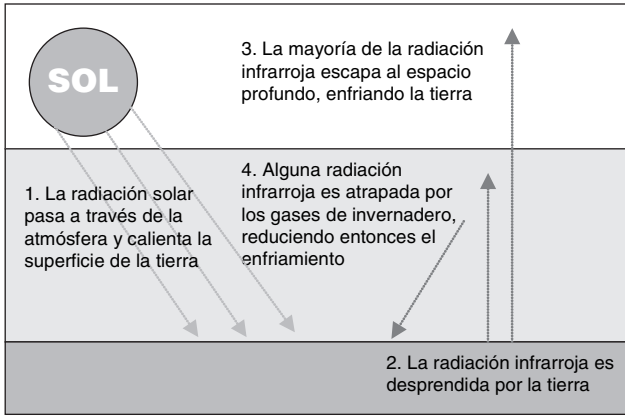 SOL
1. La radiación solar
pasa a través de la
atmósfera y calienta la
superficie de la tierra
3. La mayoría de la radiación
infrarroja escapa al espacio
profundo, enfriando la tierra
4. Alguna radiación
infrarroja es atrapada por
los gases de invernadero,
reduciendo entonces el
enfriamiento
2. La radiación infrarroja es
desprendida por la tierra